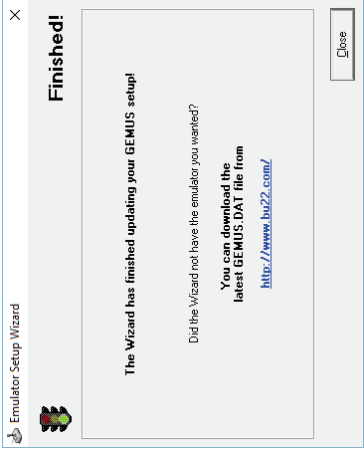 Emulator Setup Wizard
Finished!
The Wizard has finished updating your GEMUS setup!
Did the Wizard not have the emulator you wanted?
You can download the
latest GEMUS.DAT file from
http://www.bu22.com/
Close